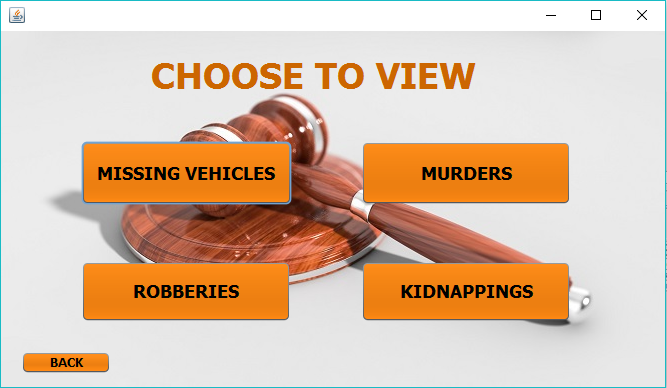 CHOOSE TO VIEW
MISSING VEHICLES
MURDERS
ROBBERIES
KIDNAPPINGS
BACK